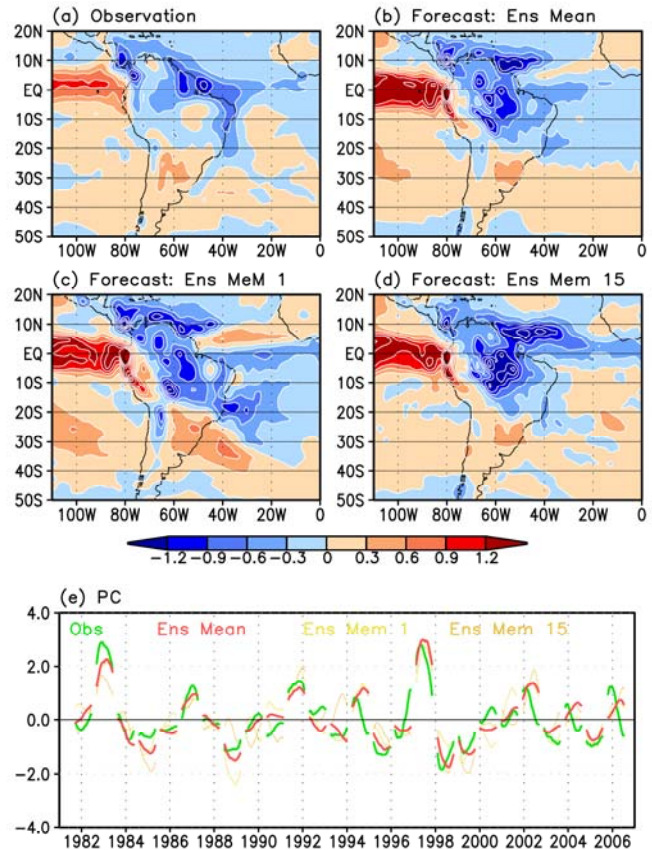 (a) Observation
(b) Forecast: Ens Mean
20N
10N
EQ
10S
20S
30S
40S
50S
100W 80W 60W 40W 20W 0
20N
10N
EQ
10S
20S
30S
40S
50S
100W 80W 60W 40W 20W 0
(c) Forecast: Ens MeM 1
(d) Forecast: Ens Mem 15
20N
10N
EQ
10S
20S
30S
40S
50S
100W 80W 60W 40W 20W 0
20N
10N
EQ
10S
20S
30S
40S
50S
100W 80W 60W 40W 20W 0
-1.2 -0.9 -0.6 -0.3 0 0.3 0.6 0.9 1.2
(e) PC
4.0
2.0
0.0
-2.0
-4.0
Obs Ens Mean Ens Mem 1 Ens Mem 15
1982 1984 1986 1988 1990 1992 1994 1996 1998 2000 2002 2004 2006